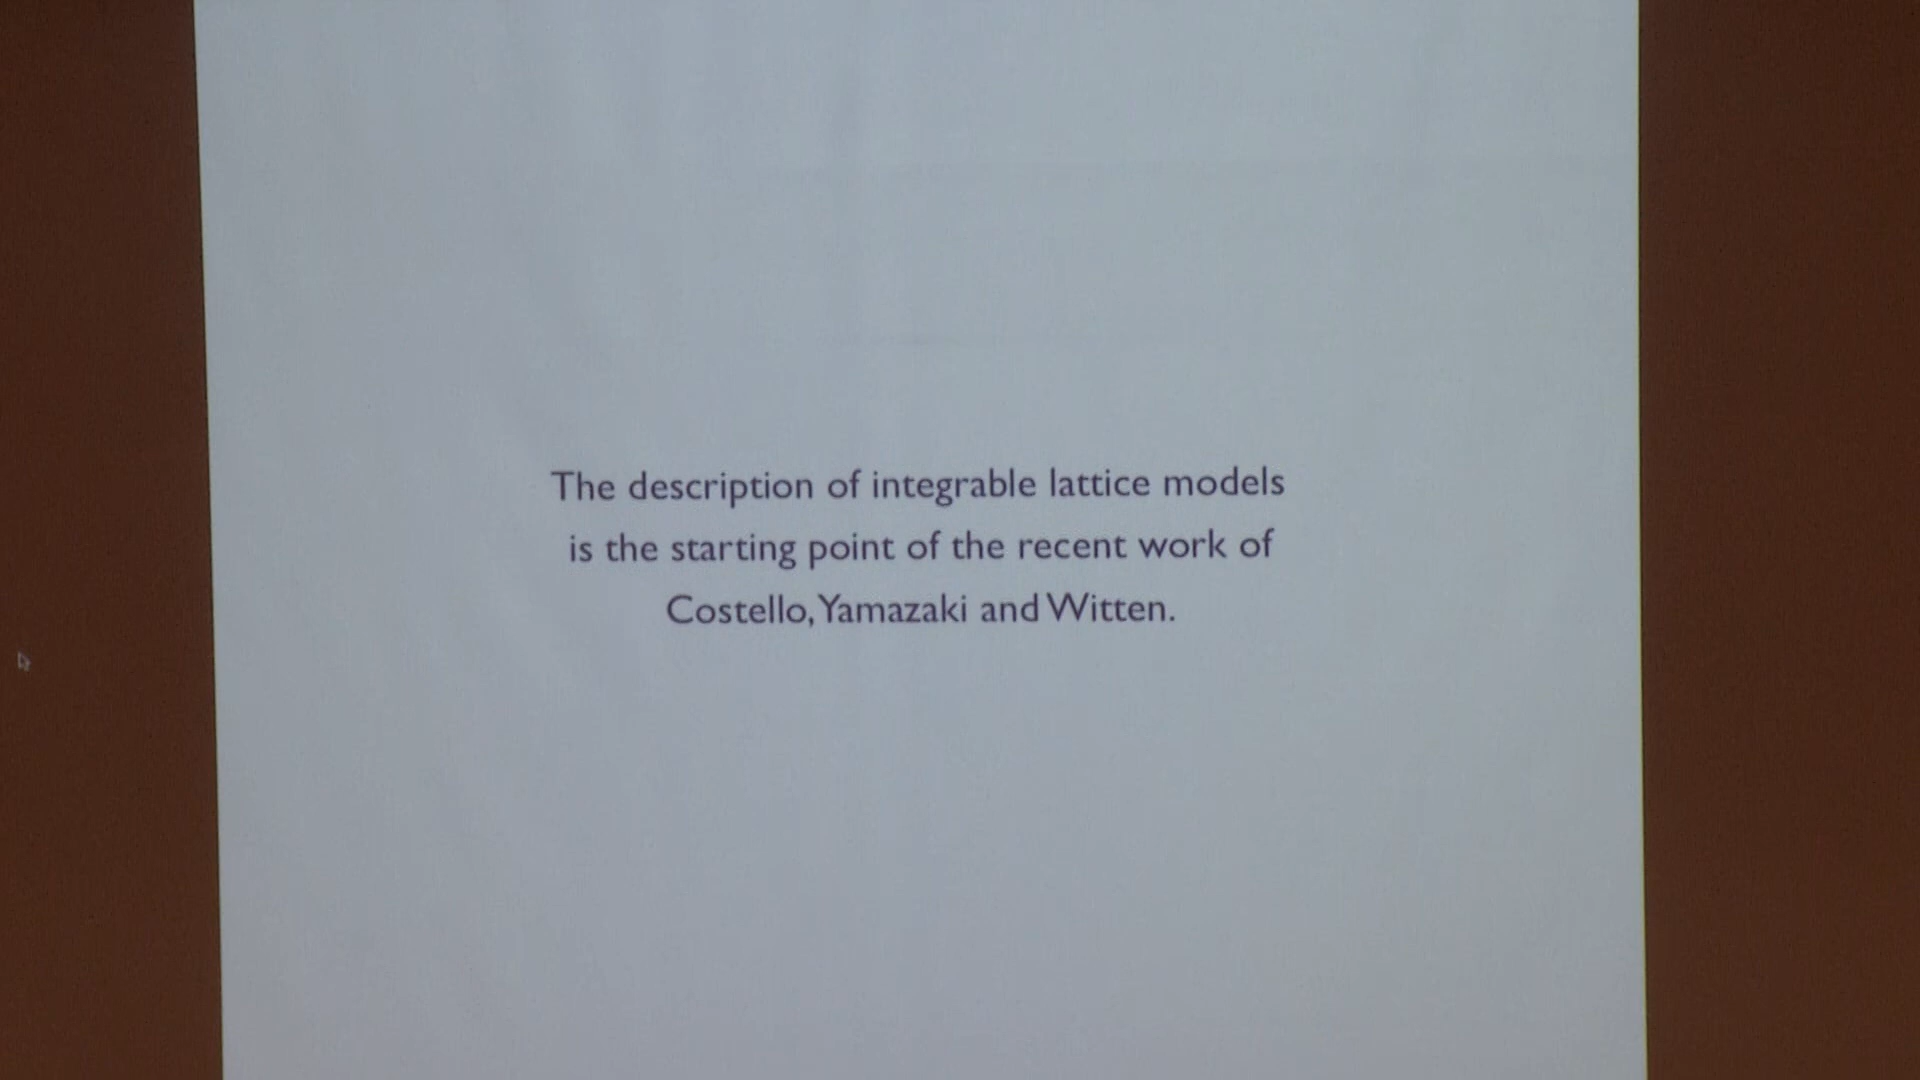 The description of integrable lattice models
is the starting point of the recent work of
Costello, Yamazaki and Witten.